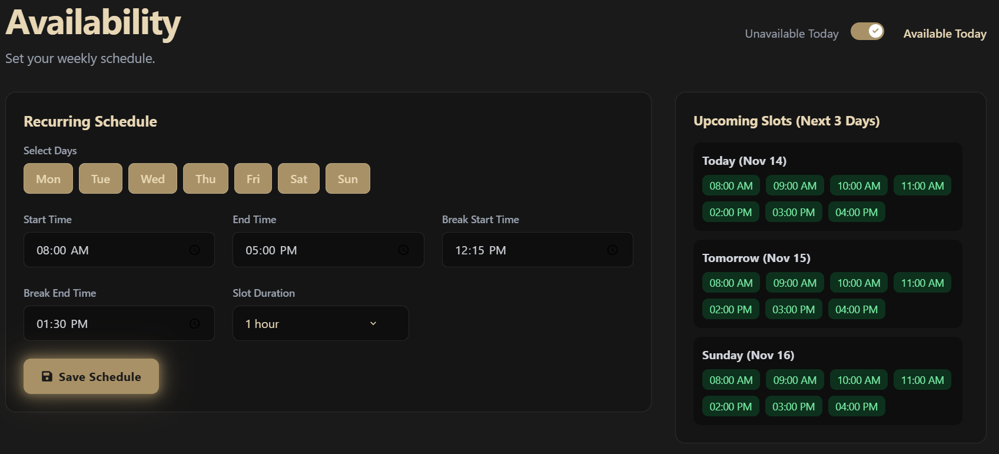 Availability
Set your weekly schedule.
Unavailable Today
Available Today
Recurring Schedule
Select Days
Mon Tue Wed Thu Fri Sat Sun
Start Time End Time Break Start Time
08:00 AM 05:00 PM 12:15 PM
Break End Time Slot Duration
01:30 PM 1 hour
Save Schedule
Upcoming Slots (Next 3 Days)
Today (Nov 14)
08:00 AM 09:00 AM 10:00 AM 11:00 AM
02:00 PM 03:00 PM 04:00 PM
Tomorrow (Nov 15)
08:00 AM 09:00 AM 10:00 AM 11:00 AM
02:00 PM 03:00 PM 04:00 PM
Sunday (Nov 16)
08:00 AM 09:00 AM 10:00 AM 11:00 AM
02:00 PM 03:00 PM 04:00 PM